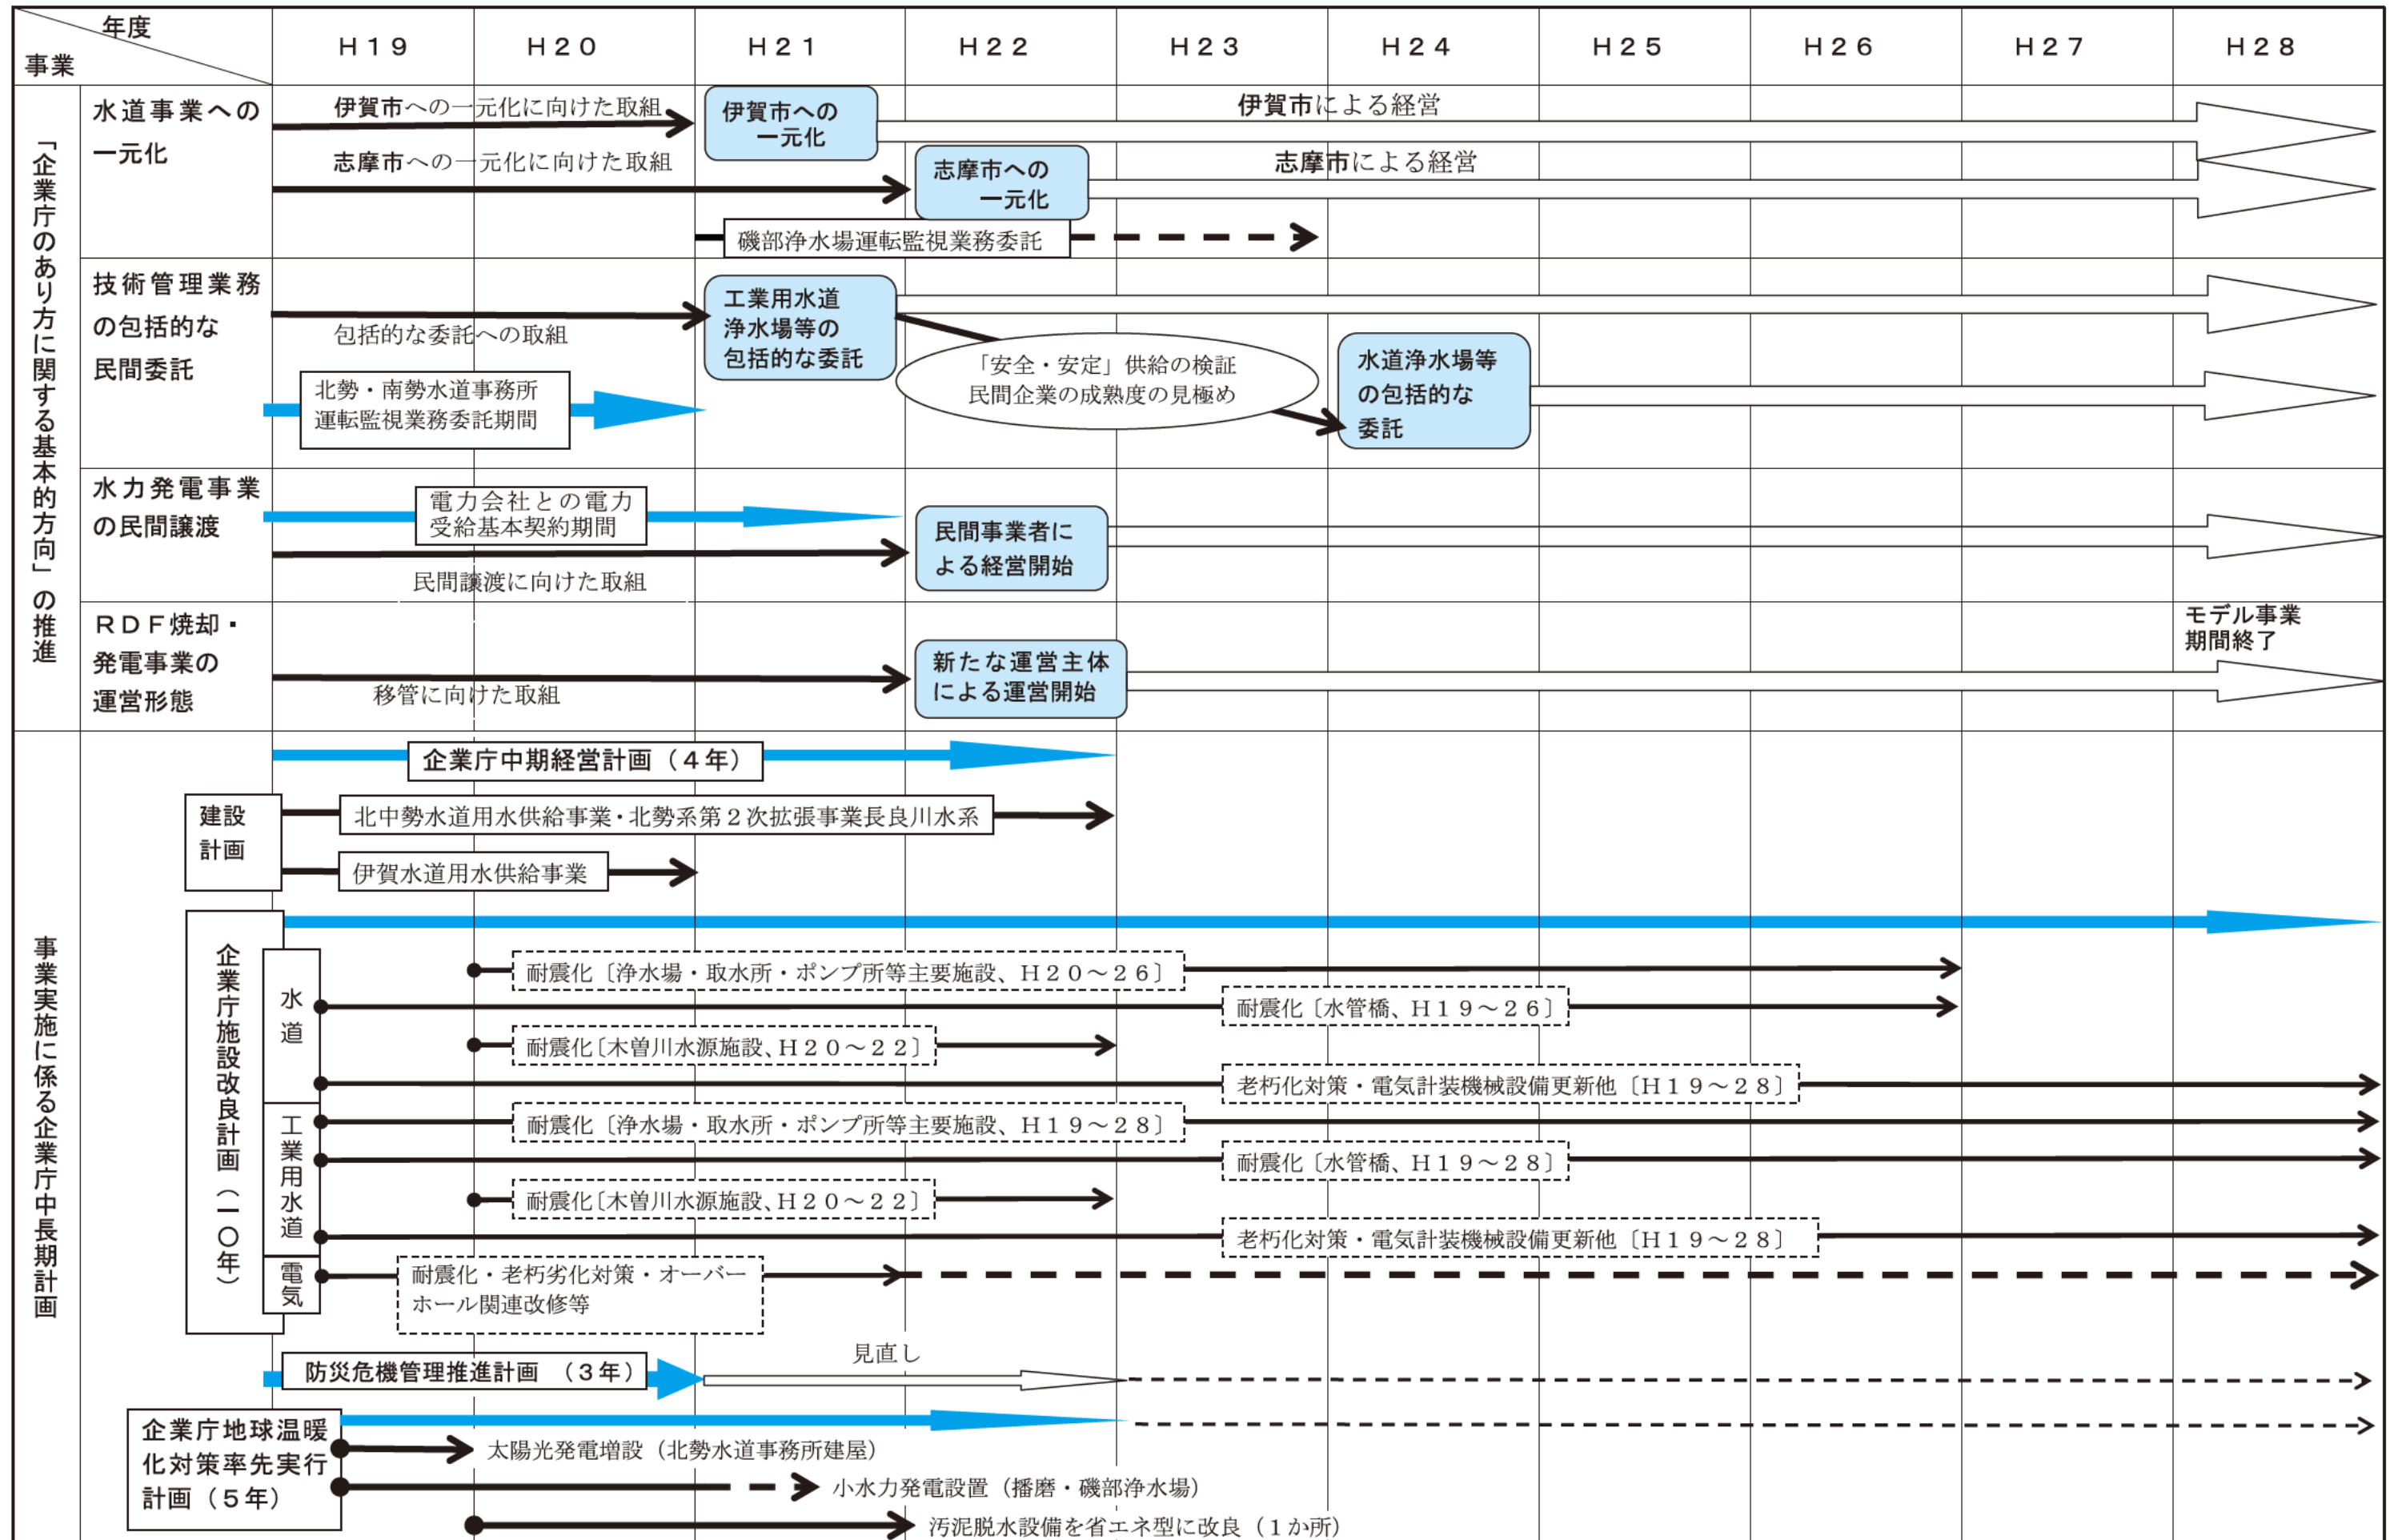 年度
事業
H19 H20 H21 H22 H23 H24 H25 H26 H27 H28
「企業庁のあり方に関する基本的方向」の推進
水道事業への
一元化
伊賀市への一元化に向けた取組
伊賀市への
一元化
伊賀市による経営
志摩市への一元化に向けた取組
志摩市への
一元化
志摩市による経営
磯部浄水場運転監視業務委託
技術管理業務
の包括的な
民間委託
包括的な委託への取組
工業用水道
浄水場等の
包括的な委託
北勢・南勢水道事務所
運転監視業務委託期間
「安全・安定」供給の検証
民間企業の成熟度の見極め
水道浄水場等
の包括的な
委託
水力発電事業
の民間譲渡
電力会社との電力
受給基本契約期間
民間譲渡に向けた取組
民間事業者に
よる経営開始
RDF焼却・
発電事業の
運営形態
移管に向けた取組
新たな運営主体
による運営開始
モデル事業
期間終了
事業実施に係る企業庁中長期計画
企業庁中期経営計画(4年)
建設
計画
北中勢水道用水供給事業・北勢系第2次拡張事業長良川水系
伊賀水道用水供給事業
企業庁施設改良計画(一〇年)
水道
耐震化〔浄水場・取水所・ポンプ所等主要施設、H20~26〕
耐震化〔水管橋、H19~26〕
耐震化〔木曽川水源施設、H20~22〕
老朽化対策・電気計装機械設備更新他〔H19~28〕
工業用水道
耐震化〔浄水場・取水所・ポンプ所等主要施設、H19~28〕
耐震化〔水管橋、H19~28〕
耐震化〔木曽川水源施設、H20~22〕
老朽化対策・電気計装機械設備更新他〔H19~28〕
電気
耐震化・老朽劣化対策・オーバー
ホール関連改修等
防災危機管理推進計画 (3年)
見直し
企業庁地球温暖
化対策率先実行
計画(5年)
太陽光発電増設(北勢水道事務所建屋)
小水力発電設置(播磨・磯部浄水場)
汚泥脱水設備を省エネ型に改良(1か所)